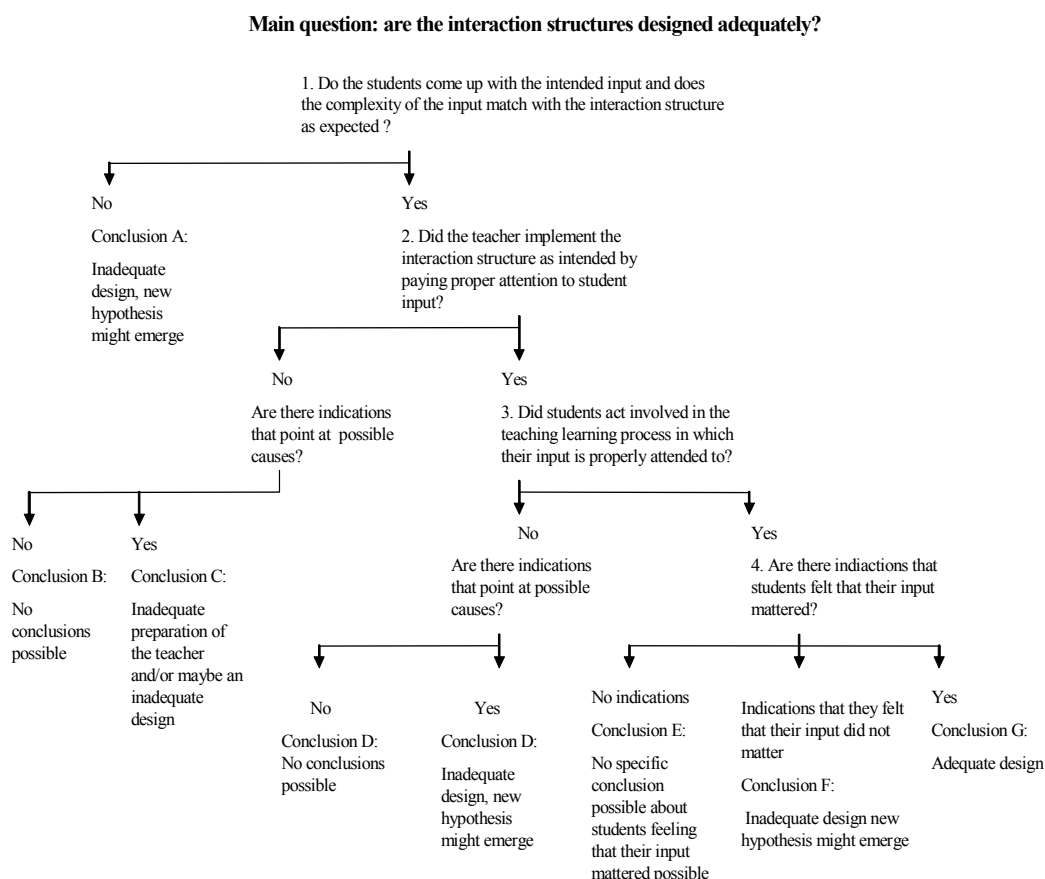 Main question: are the interaction structures designed adequately?
1. Do the students come up with the intended input and does
the complexity of the input match with the interaction structure
as expected ?
No
Conclusion A:
Inadequate
design, new
hypothesis
might emerge
Yes
2. Did the teacher implement the
interaction structure as intended by
paying proper attention to student
input?
No
Are there indications
that point at possible
causes?
Yes
3. Did students act involved in the
teaching learning process in which
their input is properly attended to?
No
Conclusion B:
No
conclusions
possible
Yes
Conclusion C:
Inadequate
preparation of
the teacher
and/or maybe an
inadequate
design
No
Are there indications
that point at possible
causes?
Yes
4. Are there indiactions that
students felt that their input
mattered?
No
Conclusion D:
No conclusions
possible
Yes
Conclusion D:
Inadequate
design, new
hypothesis
might emerge
No indications
Conclusion E:
No specific
conclusion
possible about
students feeling
that their input
mattered possible
Indications that they felt
that their input did not
matter
Conclusion F:
Inadequate design new
hypothesis might emerge
Yes
Conclusion G:
Adequate design